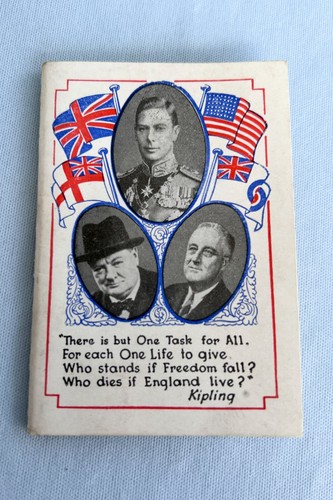 "There is but One Task for All.
For each One Life to give
Who stands if Freedom fall?
Who dies if England live?"
Kipling